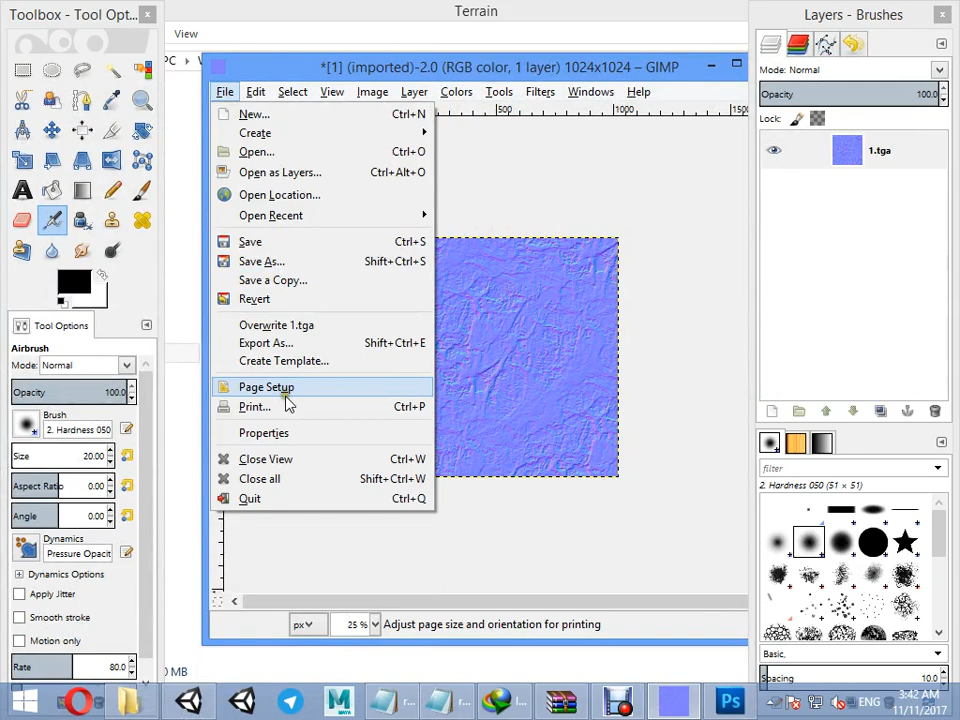 Toolbox - Tool Opt...
Terrain
Layers - Brushes
View
PC
*[1] (imported)-2.0 (RGB color, 1 layer) 1024x1024 – GIMP
File Edit Select View Image Layer Colors Tools Filters Windows Help
500 1000 1500
New... Ctrl+N
Create
Open... Ctrl+O
Open as Layers... Ctrl+Alt+O
Open Location...
Open Recent
Save Ctrl+S
Save As... Shift+Ctrl+S
Save a Copy...
Revert
Overwrite 1.tga
Export As... Shift+Ctrl+E
Create Template...
Page Setup
Print... Ctrl+P
Properties
Close View Ctrl+W
Close all Shift+Ctrl+W
Quit Ctrl+Q
px 25 % Adjust page size and orientation for printing
MB
Tool Options
Airbrush
Mode: Normal
Opacity 100.0
Brush
2. Hardness 050
Size 20.00
Aspect Ratio 0.00
Angle 0.00
Dynamics
Pressure Opacit
Dynamics Options
Apply Jitter
Smooth stroke
Motion only
Rate 80.0
Mode: Normal
Opacity 100.0
Lock:
1.tga
filter
2. Hardness 050 (51 × 51)
Basic,
Spacing 10.0
M
MAYA
r...
r...
I...
Ps
ENG
3:42 AM
11/11/2017